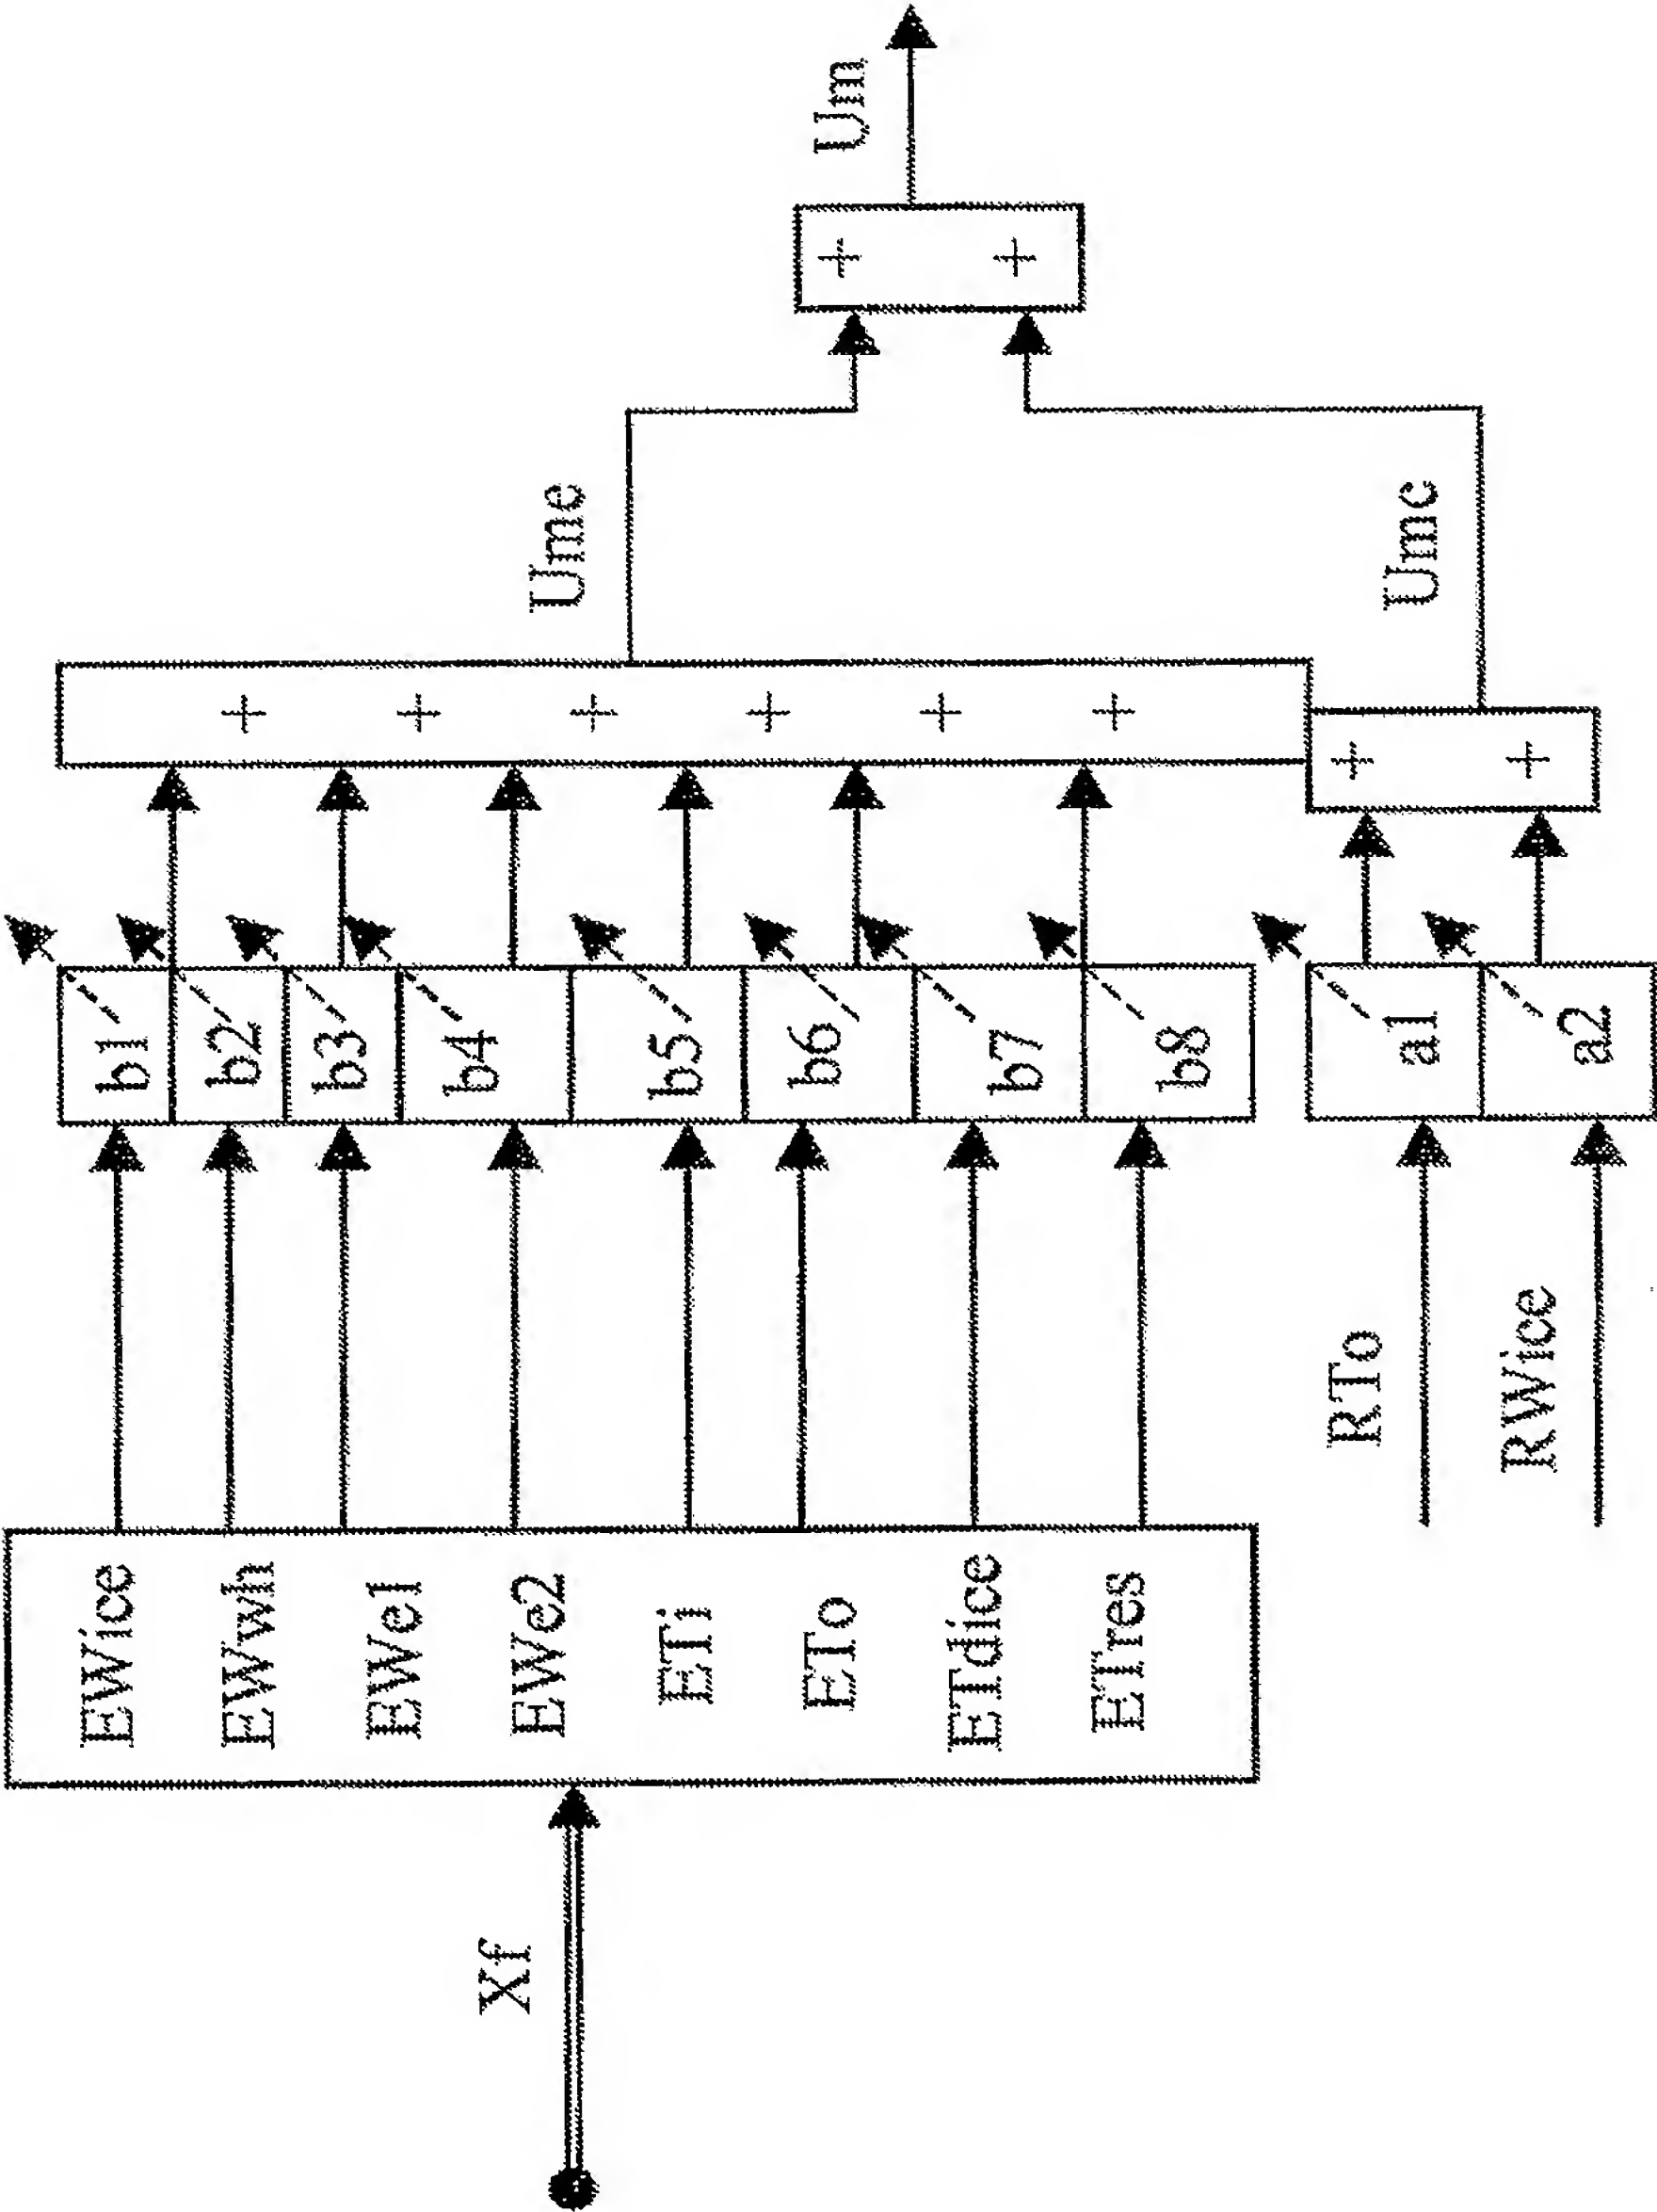 Xf
EWice
EWwh
EWe1
EWe2
ETi
ETo
ETdice
ETres
RTo
RWice
b1
b2
b3
b4
b5
b6
b7
b8
a1
a2
+
+
+
+
+
+
+
+
Ume
Umc
+
+
Um